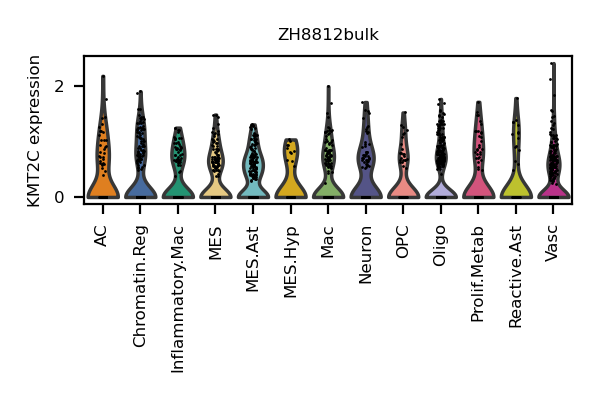 ZH8812bulk
KMT2C expression
2
0
AC
Chromatin.Reg
Inflammatory.Mac
MES
MES.Ast
MES.Hyp
Mac
Neuron
OPC
Oligo
Prolif.Metab
Reactive.Ast
Vasc